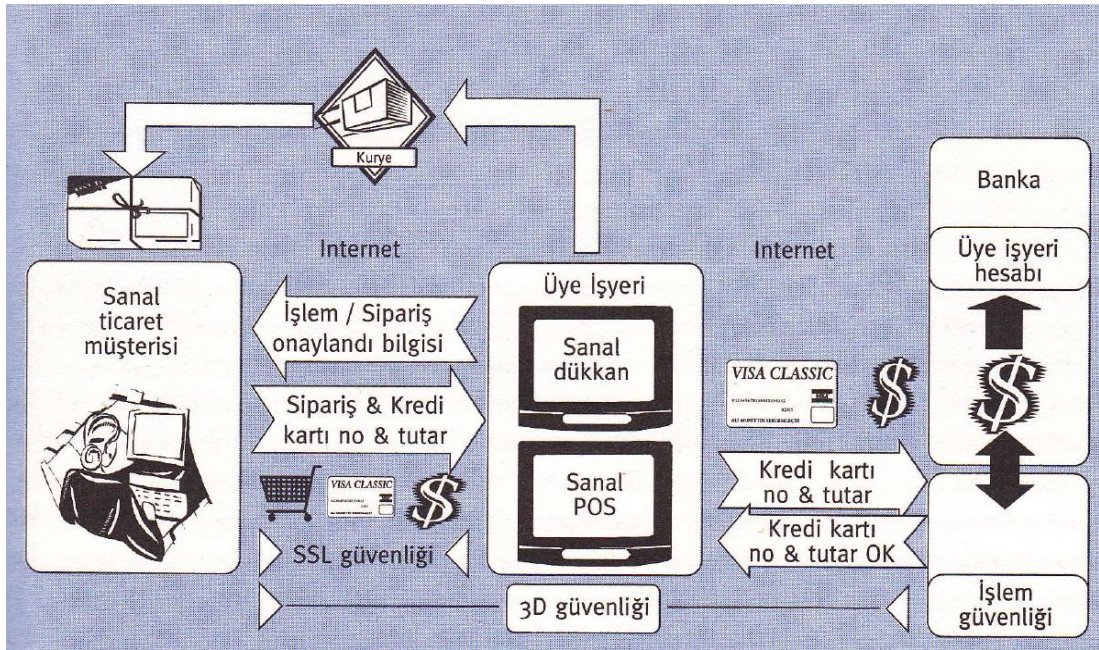 Kurye
Internet
Internet
Banka
Üye işyeri
hesabı
Sanal
ticaret
müşterisi
İşlem / Sipariş
onaylandı bilgisi
Sipariş & Kredi
kartı no & tutar
VISA CLASSIC
SSL güvenliği
Üye İşyeri
Sanal
dükkan
Sanal
POS
VISA CLASSIC
Kredi kartı
no & tutar
Kredi kartı
no & tutar OK
3D güvenliği
İşlem
güvenliği